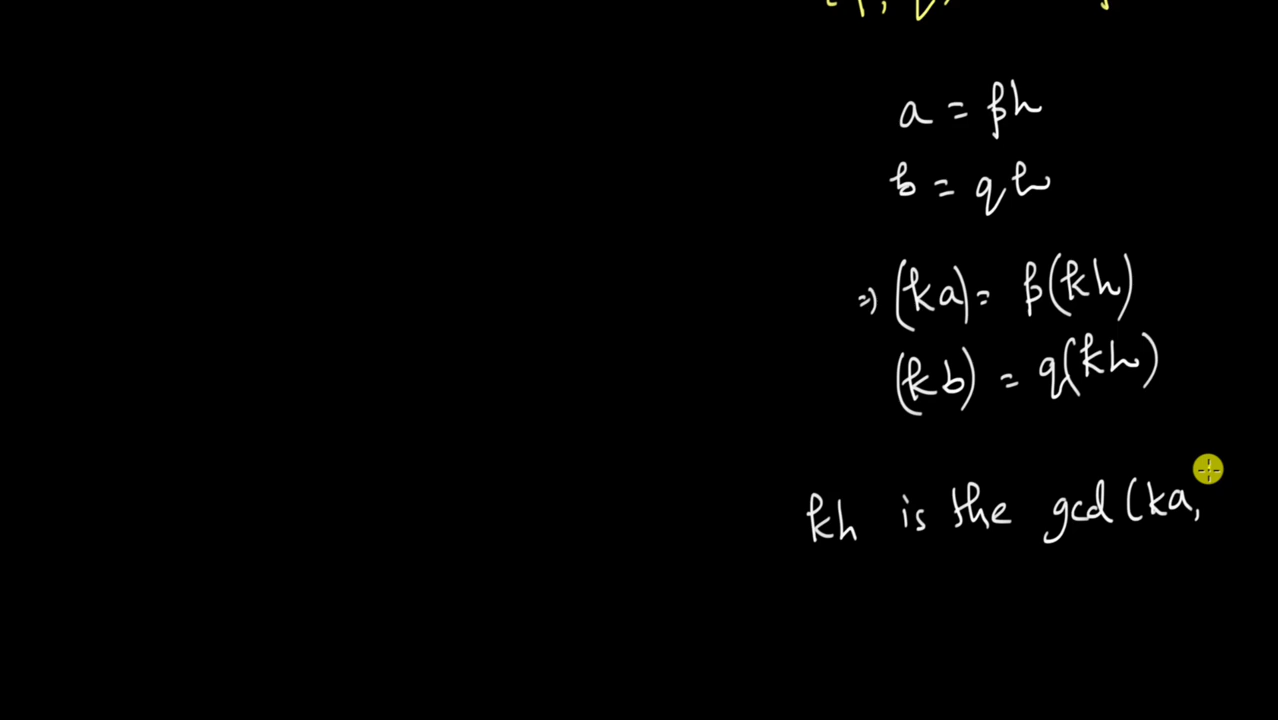 a = ph
b = qh
⇒ (ka) = p(kh)
(kb) = q(kh)
kh is the gcd (ka,